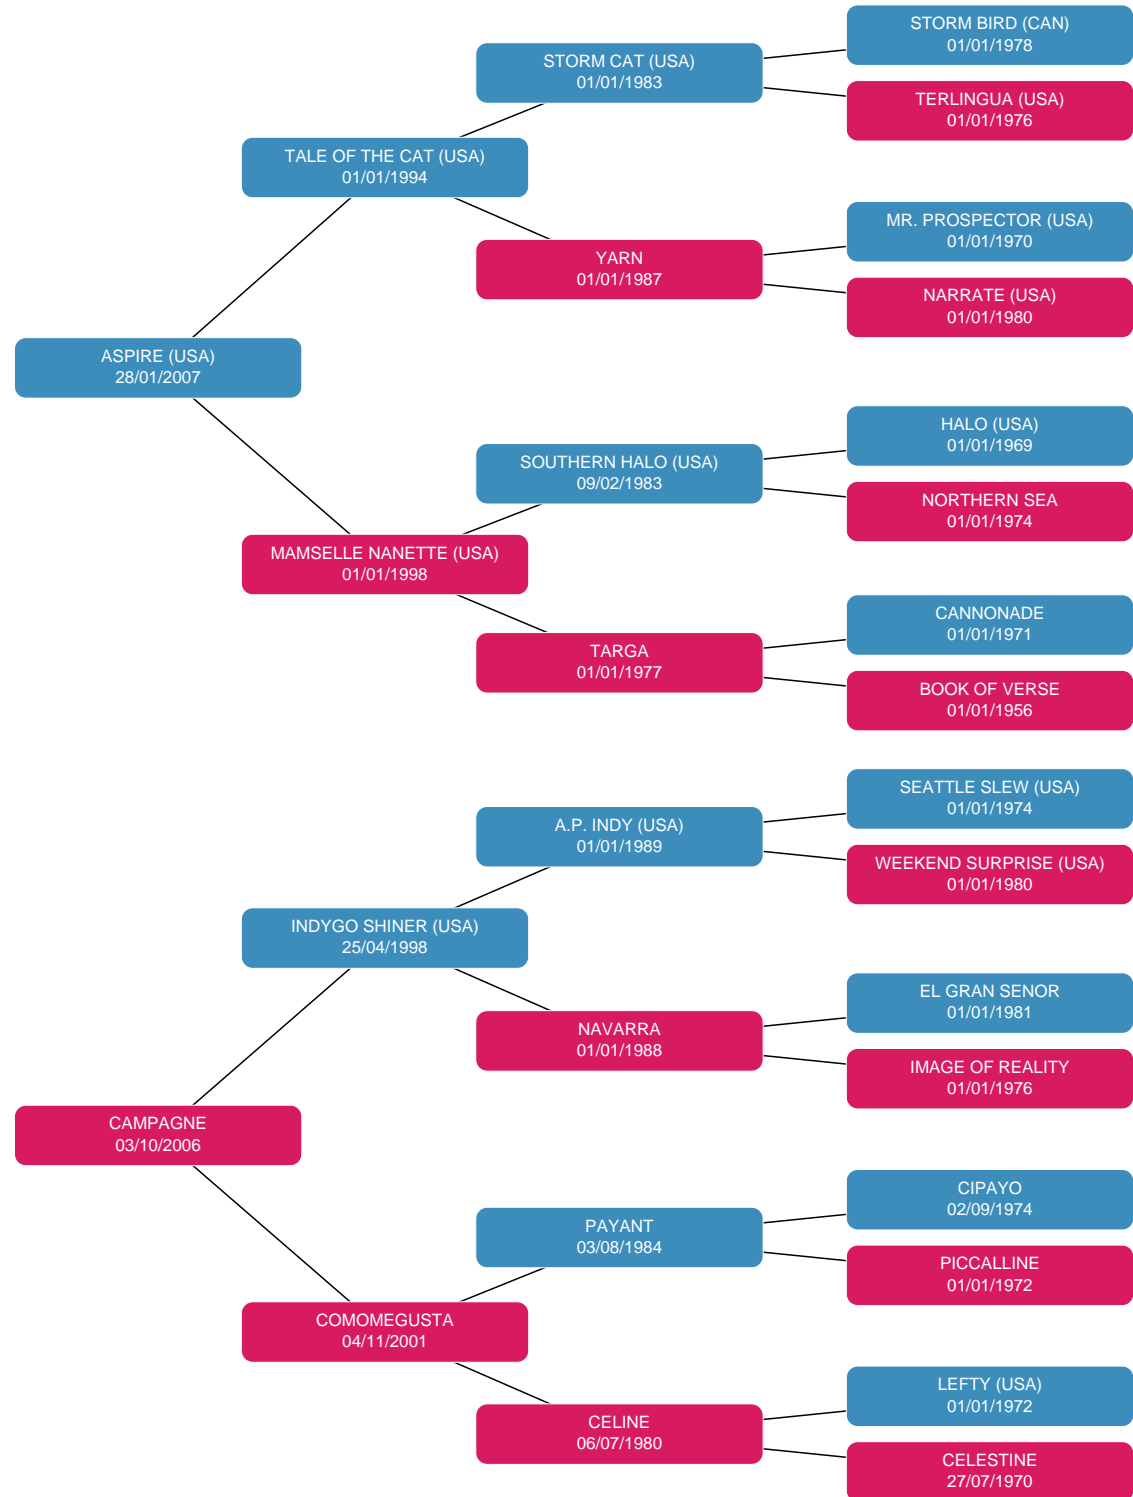 STORM BIRD (CAN)
01/01/1978
STORM CAT (USA)
01/01/1983
TERLINGUA (USA)
01/01/1976
TALE OF THE CAT (USA)
01/01/1994
MR. PROSPECTOR (USA)
01/01/1970
YARN
01/01/1987
NARRATE (USA)
01/01/1980
ASPIRE (USA)
28/01/2007
HALO (USA)
01/01/1969
SOUTHERN HALO (USA)
09/02/1983
NORTHERN SEA
01/01/1974
MAMSELLE NANETTE (USA)
01/01/1998
CANNONADE
01/01/1971
TARGA
01/01/1977
BOOK OF VERSE
01/01/1956
SEATTLE SLEW (USA)
01/01/1974
A.P. INDY (USA)
01/01/1989
WEEKEND SURPRISE (USA)
01/01/1980
INDYGO SHINER (USA)
25/04/1998
EL GRAN SENOR
01/01/1981
NAVARRA
01/01/1988
IMAGE OF REALITY
01/01/1976
CAMPAGNE
03/10/2006
CIPAYO
02/09/1974
PAYANT
03/08/1984
PICCALLINE
01/01/1972
COMOMEGUSTA
04/11/2001
LEFTY (USA)
01/01/1972
CELINE
06/07/1980
CELESTINE
27/07/1970